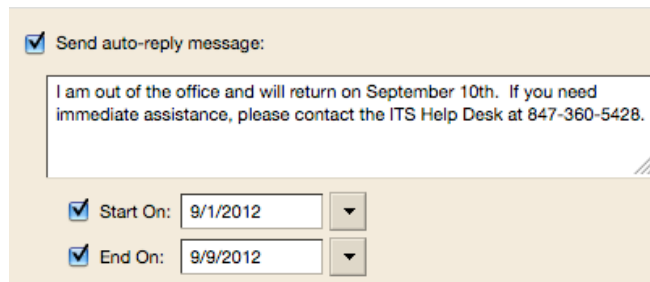 Send auto-reply message:
I am out of the office and will return on September 10th.  If you need
immediate assistance, please contact the ITS Help Desk at 847-360-5428.
Start On: 9/1/2012
End On: 9/9/2012